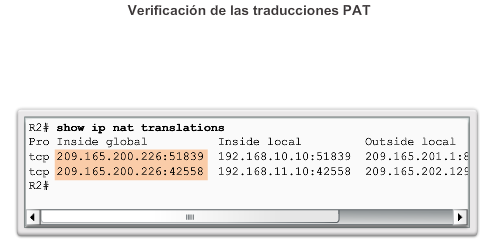 Verificación de las traducciones PAT
R2# show ip nat translations
Pro Inside global Inside local Outside local
tcp 209.165.200.226:51839 192.168.10.10:51839 209.165.201.1:8
tcp 209.165.200.226:42558 192.168.11.10:42558 209.165.202.129
R2#